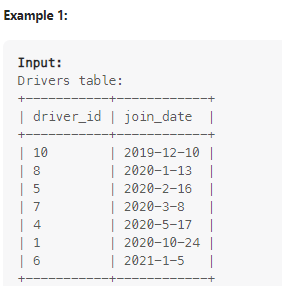 Example 1:
Input:
Drivers table:
+-----------+------------+
| driver_id | join_date  |
+-----------+------------+
| 10        | 2019-12-10 |
| 8         | 2020-1-13  |
| 5         | 2020-2-16  |
| 7         | 2020-3-8   |
| 4         | 2020-5-17  |
| 1         | 2020-10-24 |
| 6         | 2021-1-5   |
+-----------+------------+